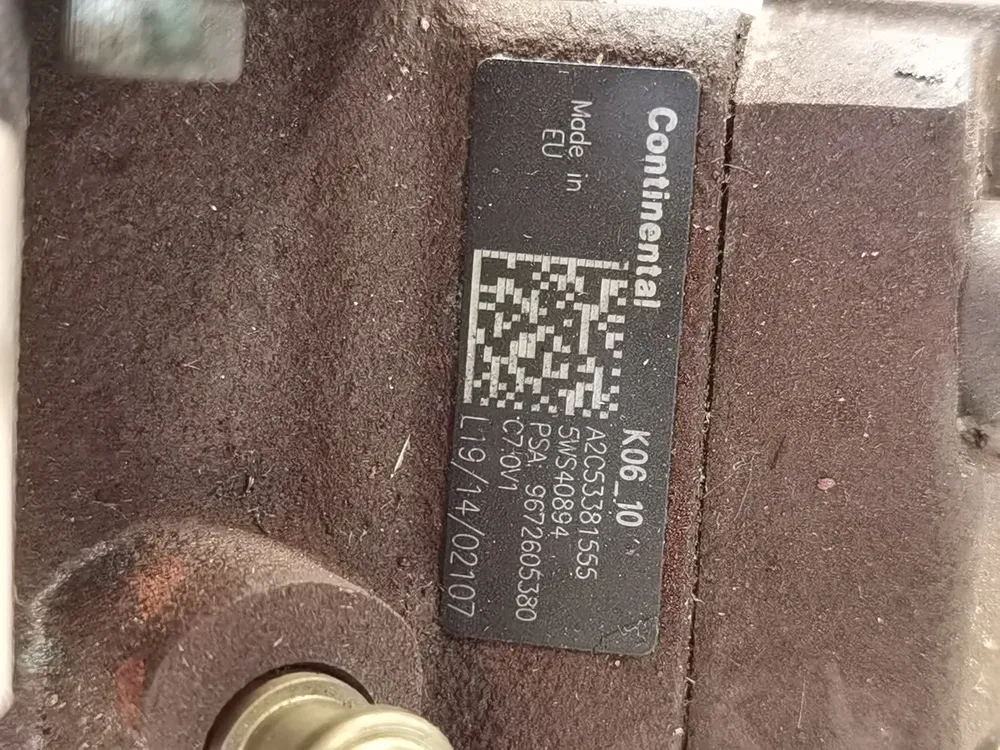 Continental
Made in
EU
K06_10
A2C53381555
5WS40894
PSA: 9672605380
C7.0V1
L19/14/02107